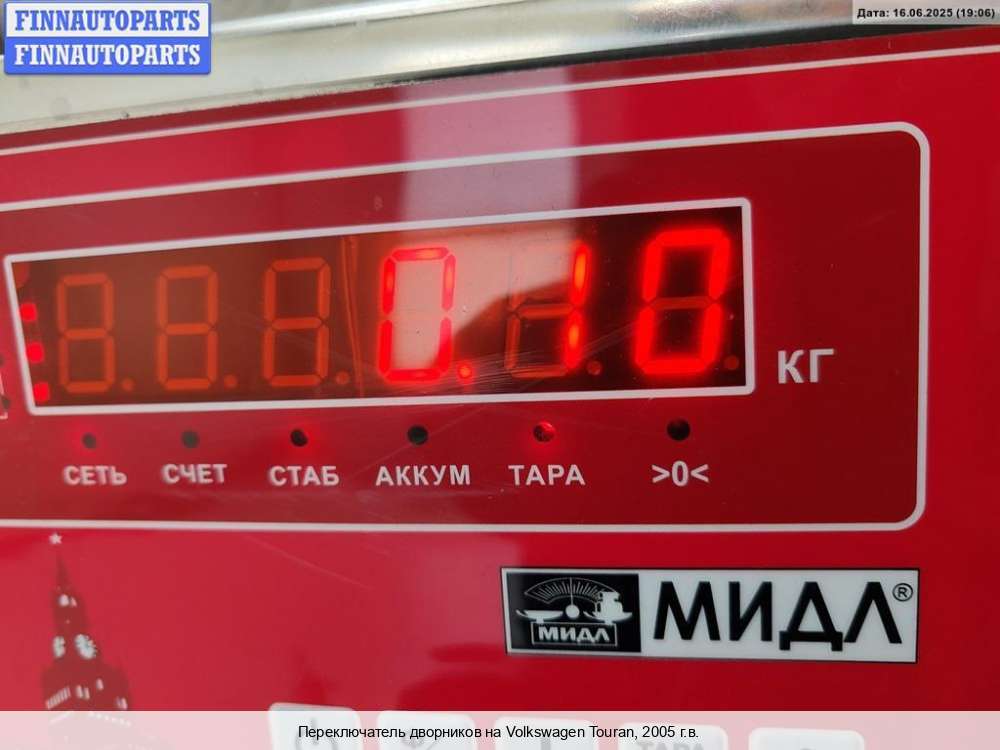 FINNAUTOPARTS
FINNAUTOPARTS
Дата: 16.06.2025 (19:06)
0.10
КГ
СЕТЬ СЧЕТ СТАБ АККУМ ТАРА >0<
МИДЛ
МИДЛ®
ТАРА
Переключатель дворников на Volkswagen Touran, 2005 г.в.